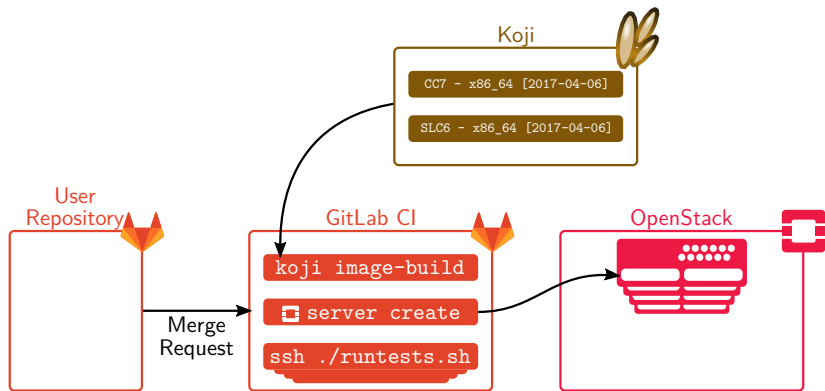 Koji
CC7 - x86_64 [2017-04-06]
SLC6 - x86_64 [2017-04-06]
User
Repository
GitLab CI
OpenStack
koji image-build
server create
ssh ./runtests.sh
Merge
Request